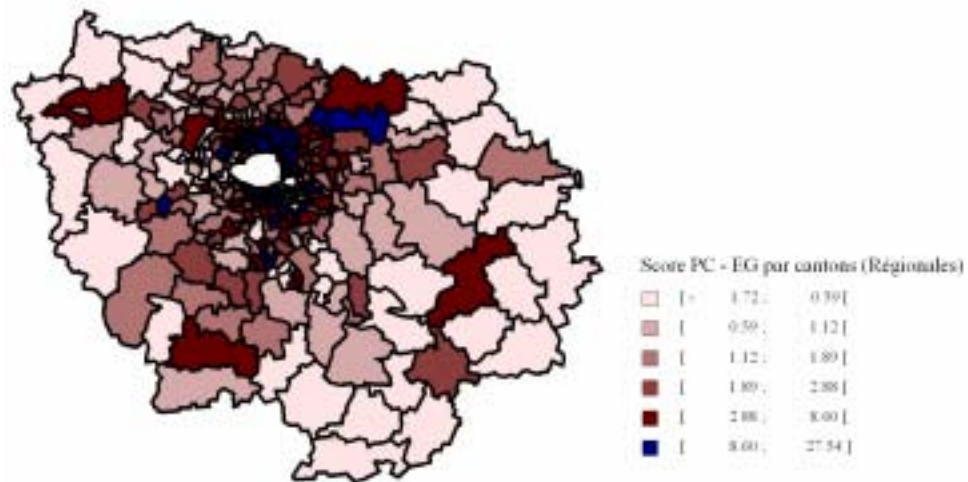 Score PC - EG par cantons (Régionales)
[ - 1.72 ; 0.59 [
[ 0.59 ; 1.12 [
[ 1.12 ; 1.89 [
[ 1.89 ; 2.88 [
[ 2.88 ; 8.60 [
[ 8.60 ; 27.54 ]